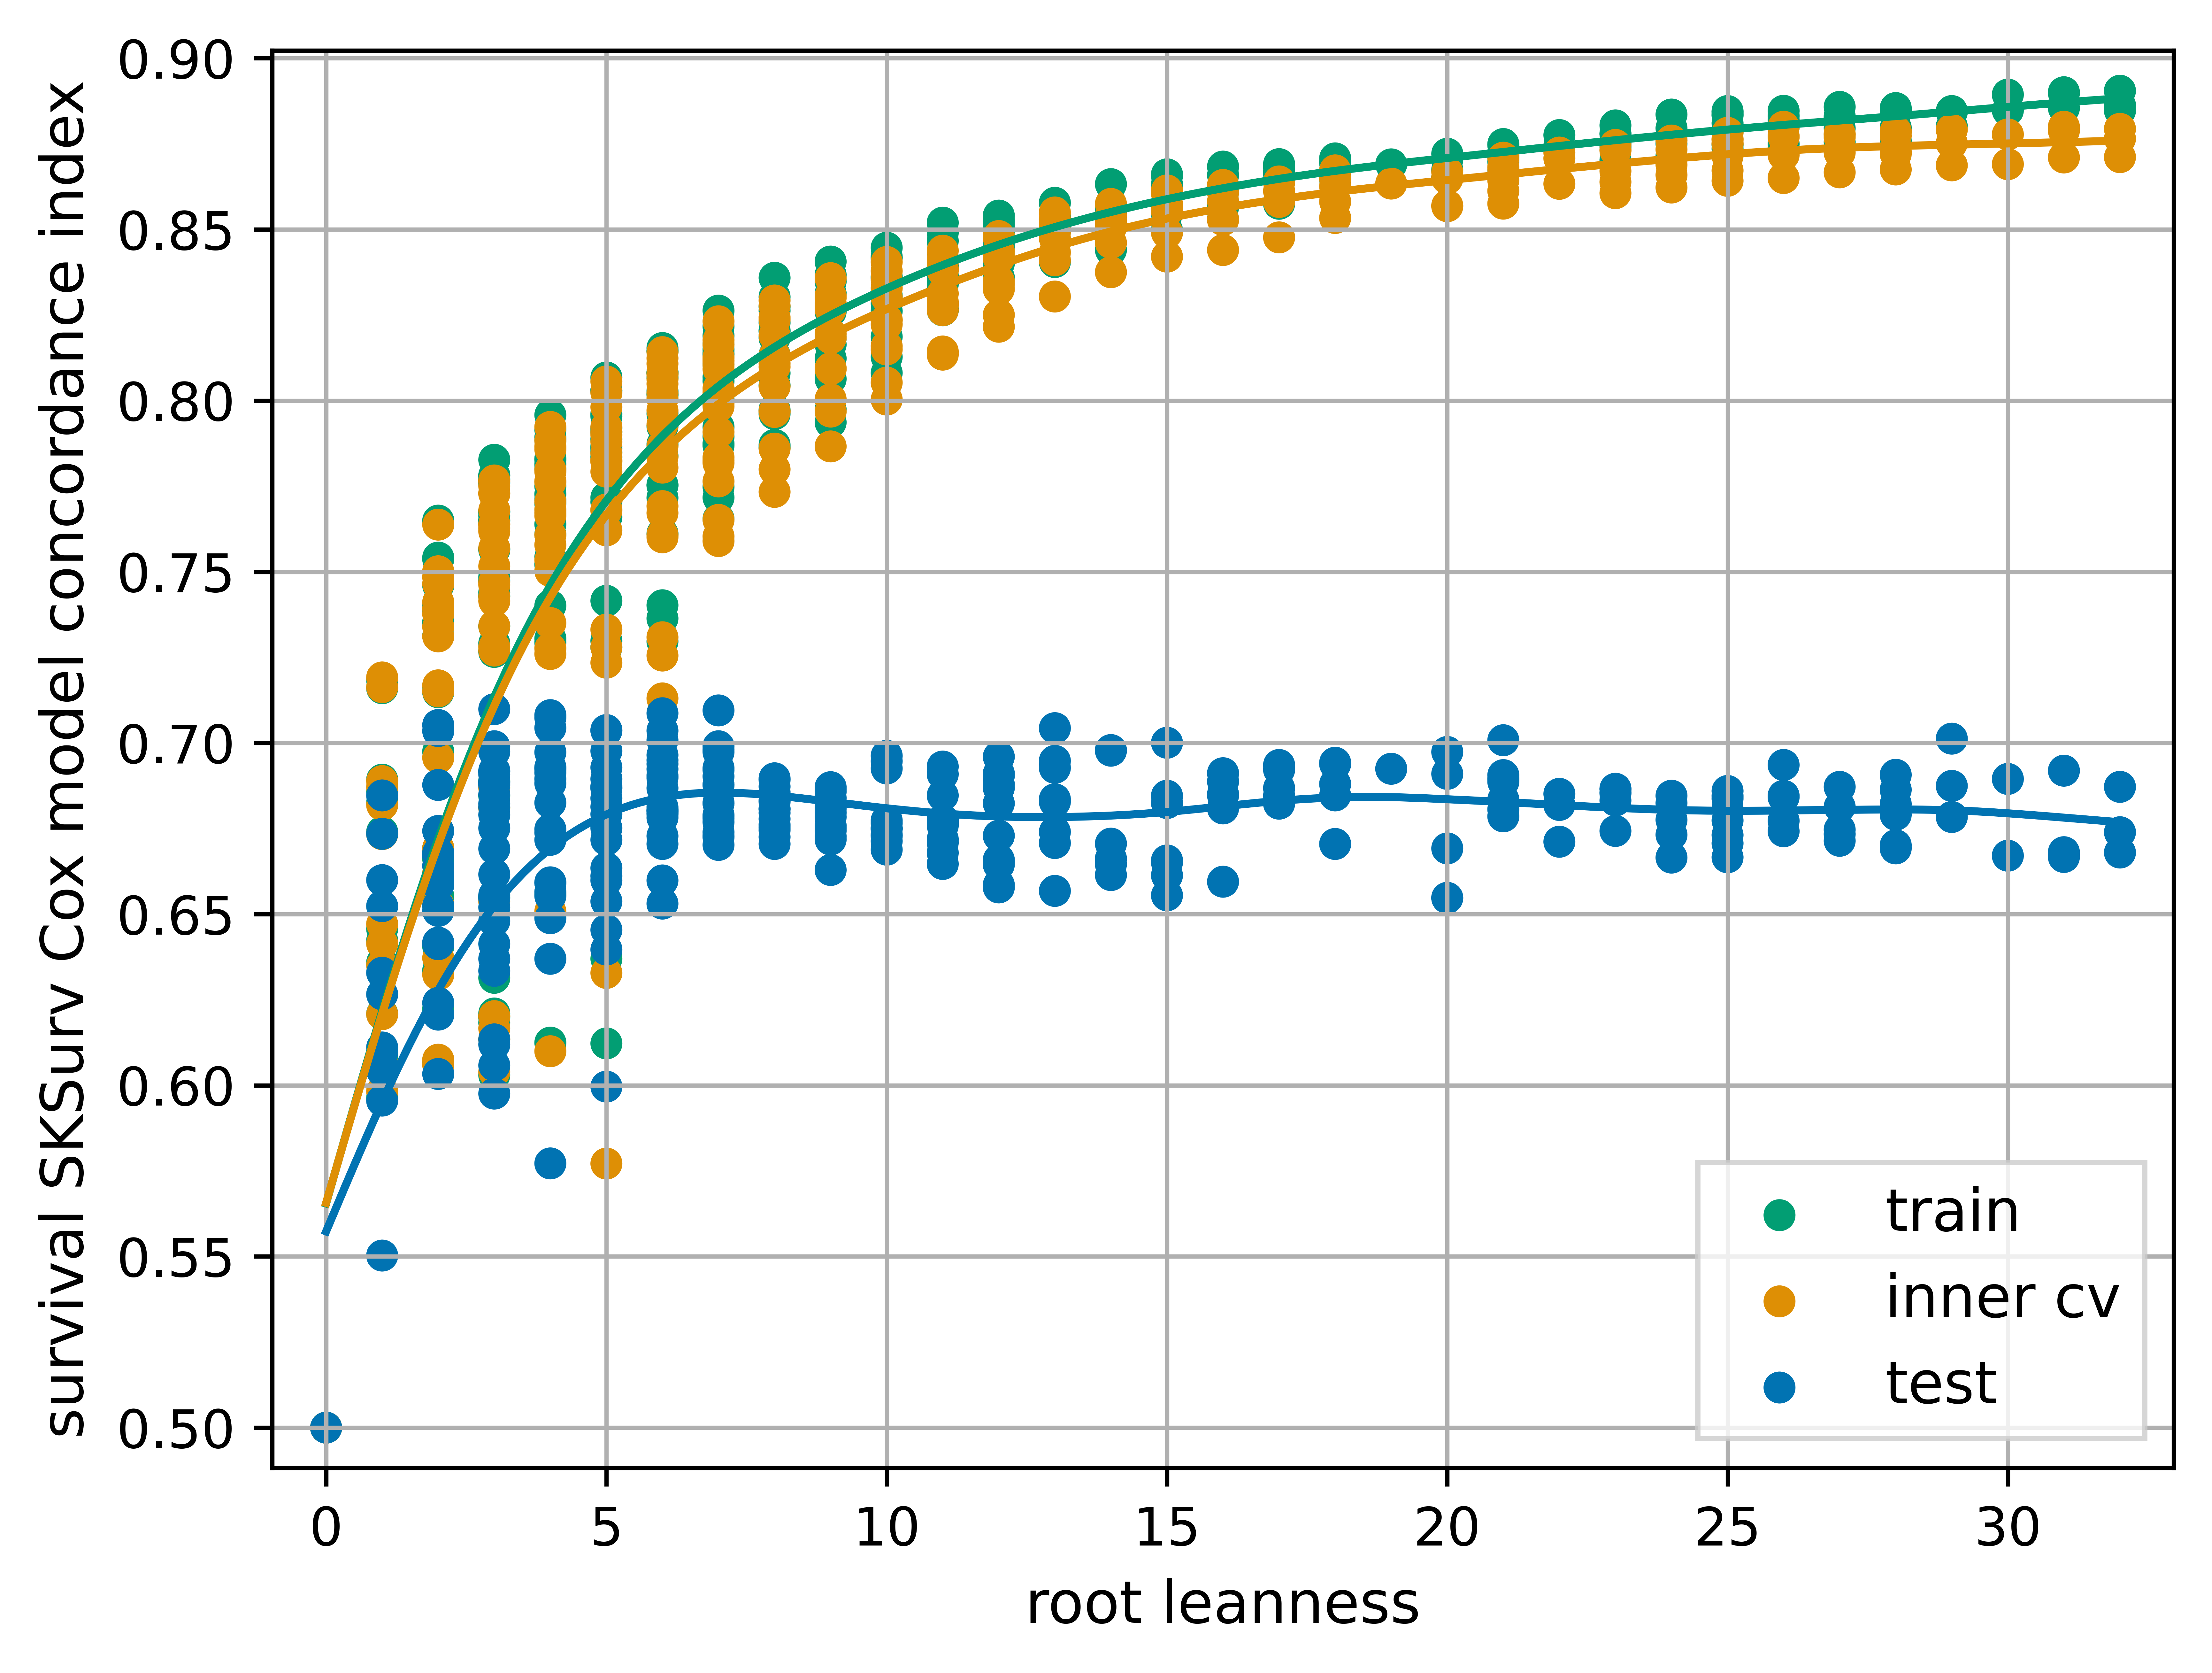 survival SKSurv Cox model concordance index
0.90
0.85
0.80
0.75
0.70
0.65
0.60
0.55
0.50
train
inner cv
test
0 5 10 15 20 25 30
root leanness